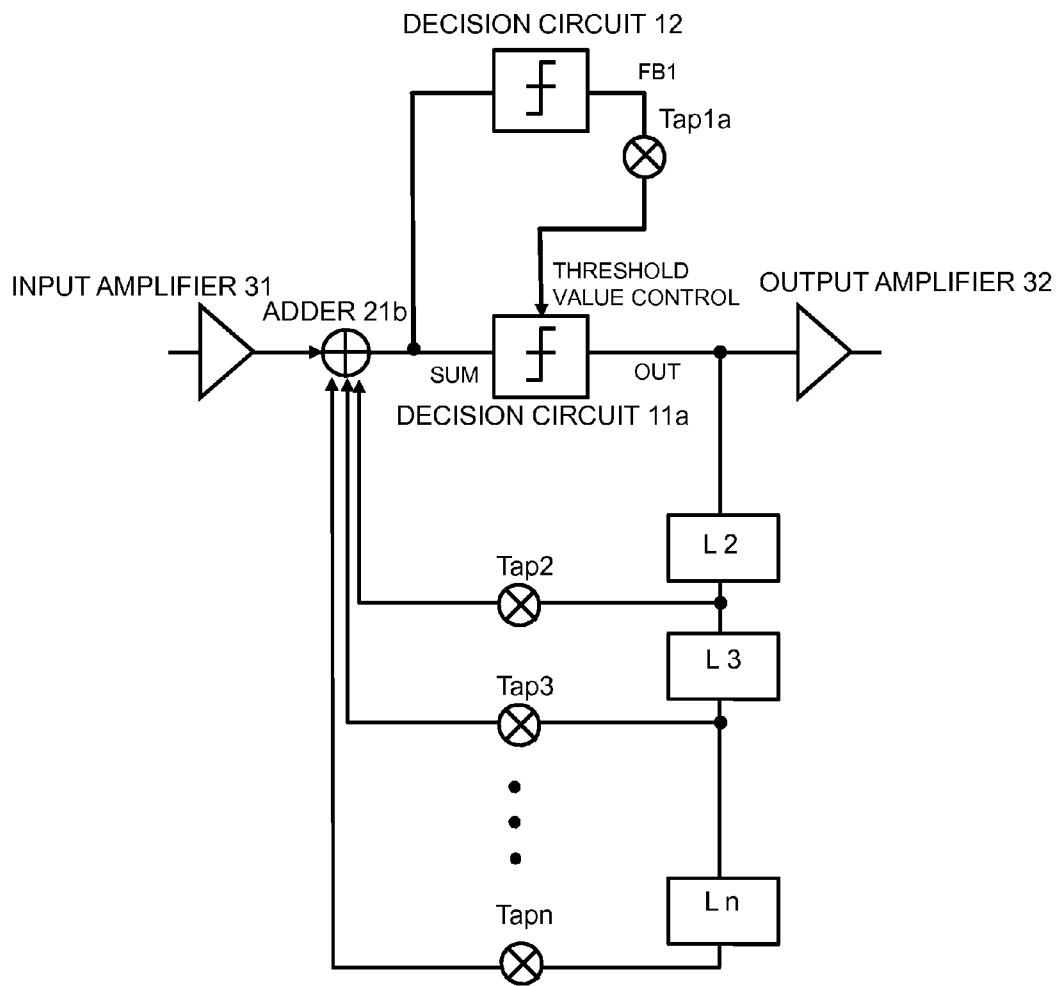 DECISION CIRCUIT 12
FB1
Tap1a
INPUT AMPLIFIER 31
ADDER 21b
THRESHOLD
VALUE CONTROL
OUTPUT AMPLIFIER 32
SUM
OUT
DECISION CIRCUIT 11a
L 2
Tap2
L 3
Tap3
L n
Tapn